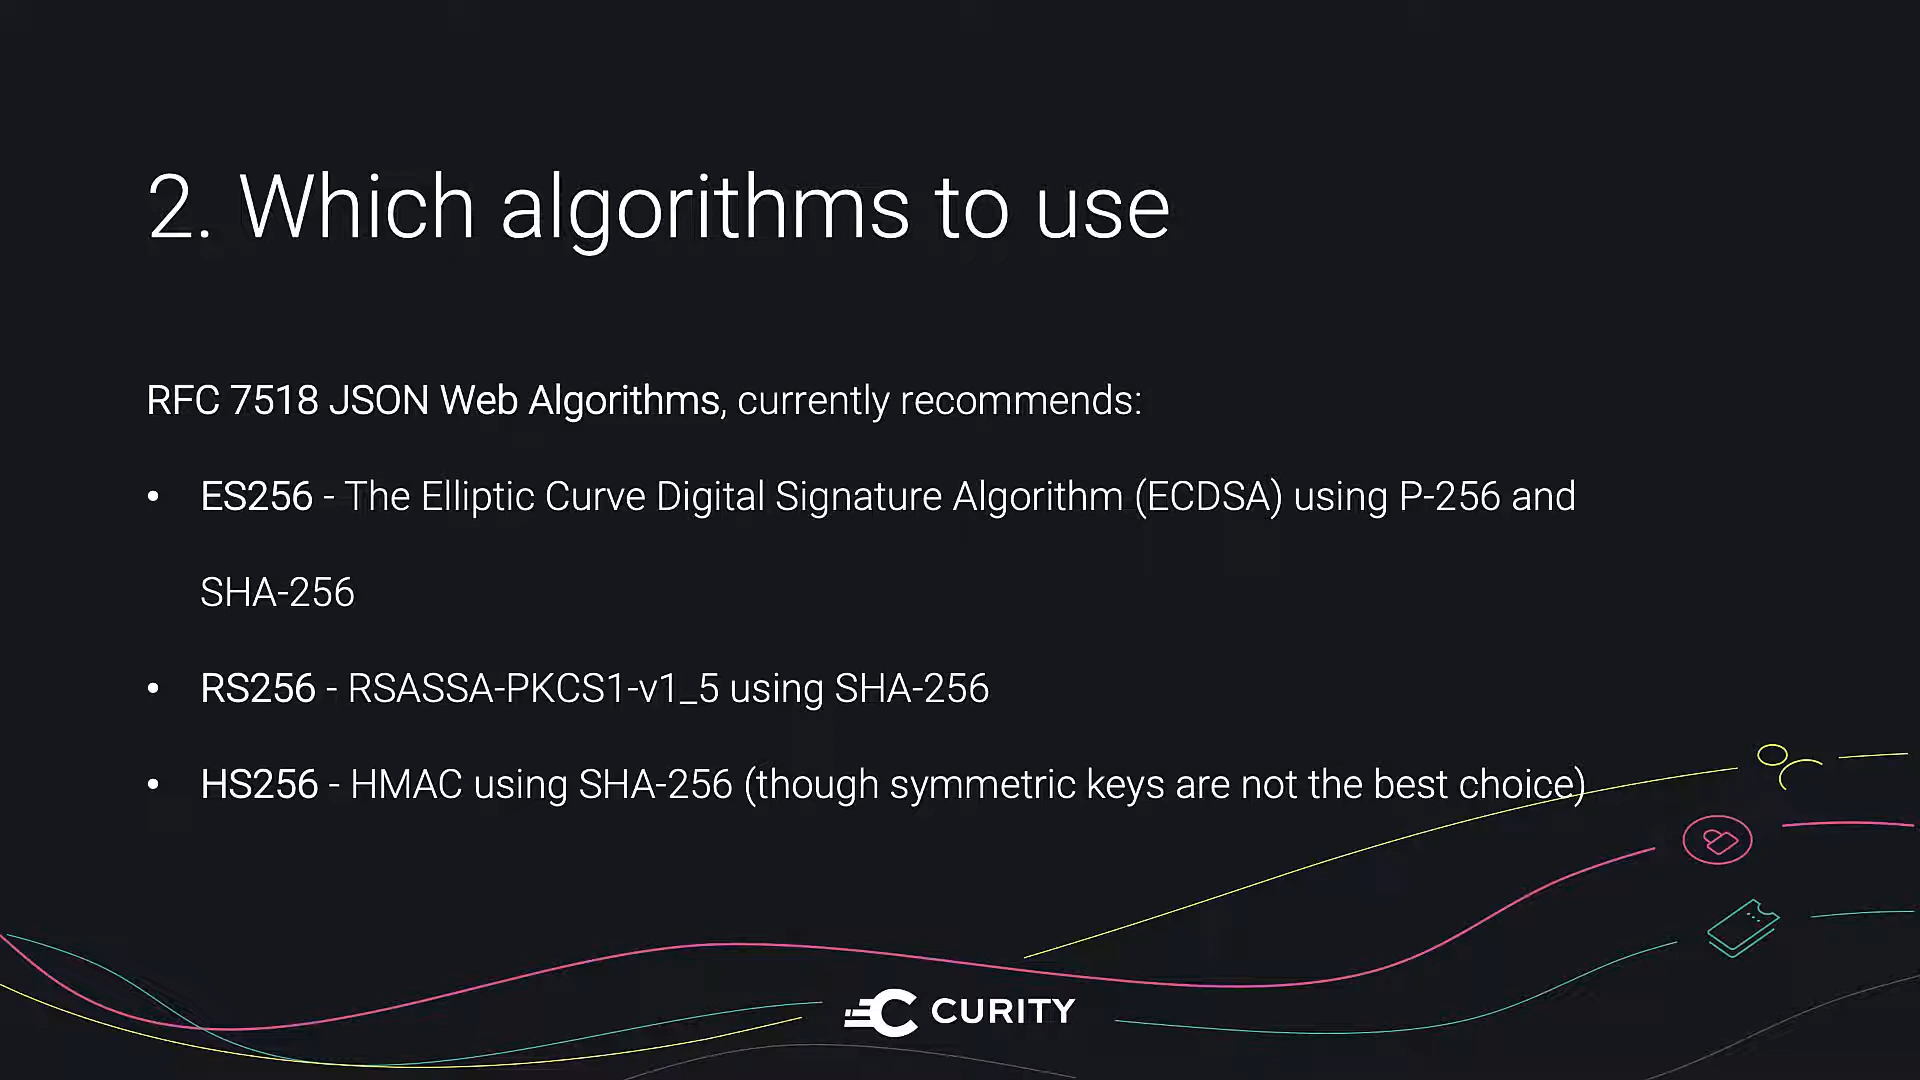 2. Which algorithms to use
RFC 7518 JSON Web Algorithms, currently recommends:
• ES256 - The Elliptic Curve Digital Signature Algorithm (ECDSA) using P-256 and
SHA-256
• RS256 - RSASSA-PKCS1-v1_5 using SHA-256
• HS256 - HMAC using SHA-256 (though symmetric keys are not the best choice)
CURITY